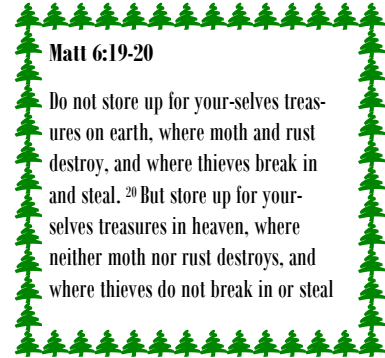 Matt 6:19-20
Do not store up for your-selves treas-
ures on earth, where moth and rust
destroy, and where thieves break in
and steal. 20 But store up for your-
selves treasures in heaven, where
neither moth nor rust destroys, and
where thieves do not break in or steal